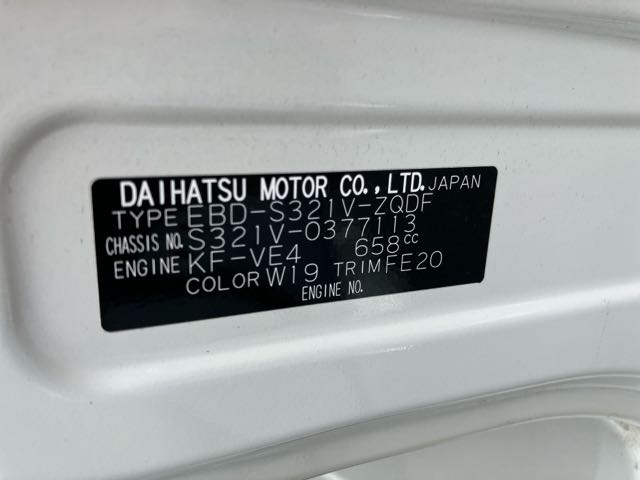 DAIHATSU MOTOR CO.,LTD. JAPAN
TYPE EBD-S321V-ZQDF
CHASSIS NO. S321V-0377113
ENGINE KF-VE4 658cc
COLOR W19 TRIM FE20
ENGINE NO.